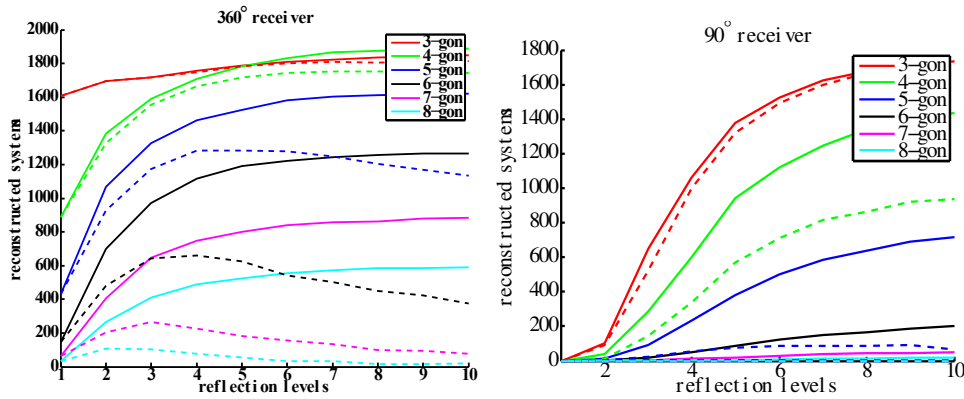 360° receiver
reconstructed systems
2000
1800
1600
1400
1200
1000
800
600
400
200
0
1
2
3
4
5
6
7
8
9
10
reflection levels
3-gon
4-gon
5-gon
6-gon
7-gon
8-gon
90° receiver
reconstructed systems
1800
1600
1400
1200
1000
800
600
400
200
0
2
4
6
8
10
reflection levels
3-gon
4-gon
5-gon
6-gon
7-gon
8-gon